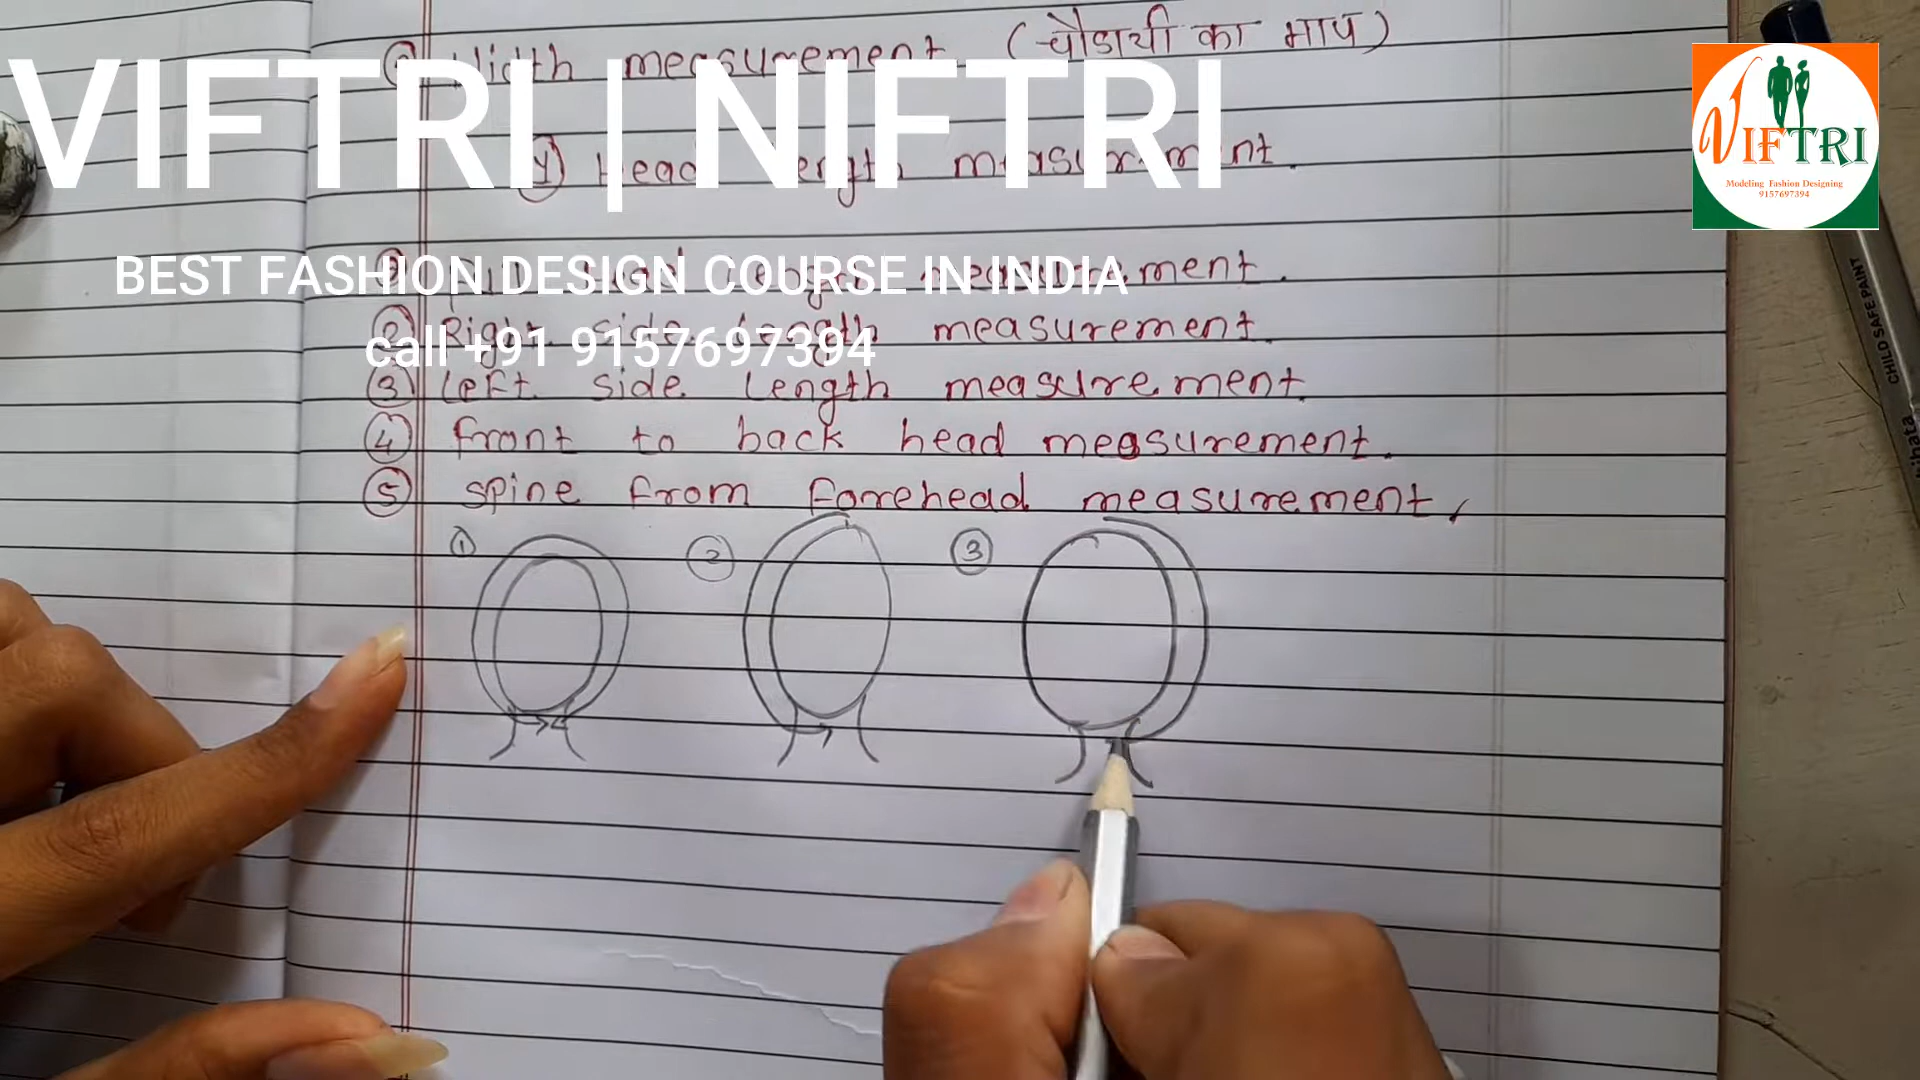 Width measurement (चौडायी का माप)
VIFTRI | NIFTRI
Head Length measurement.
BEST FASHION DESIGN COURSE IN INDIA
measurement.
call +91 9157697394
② Right side Length measurement.
③ Left side Length measurement.
④ front to back head measurement.
⑤ spine from forehead measurement,
① ② ③
VIFTRI
Modeling Fashion Designing
9157697394
CHILD SAFE PAINT